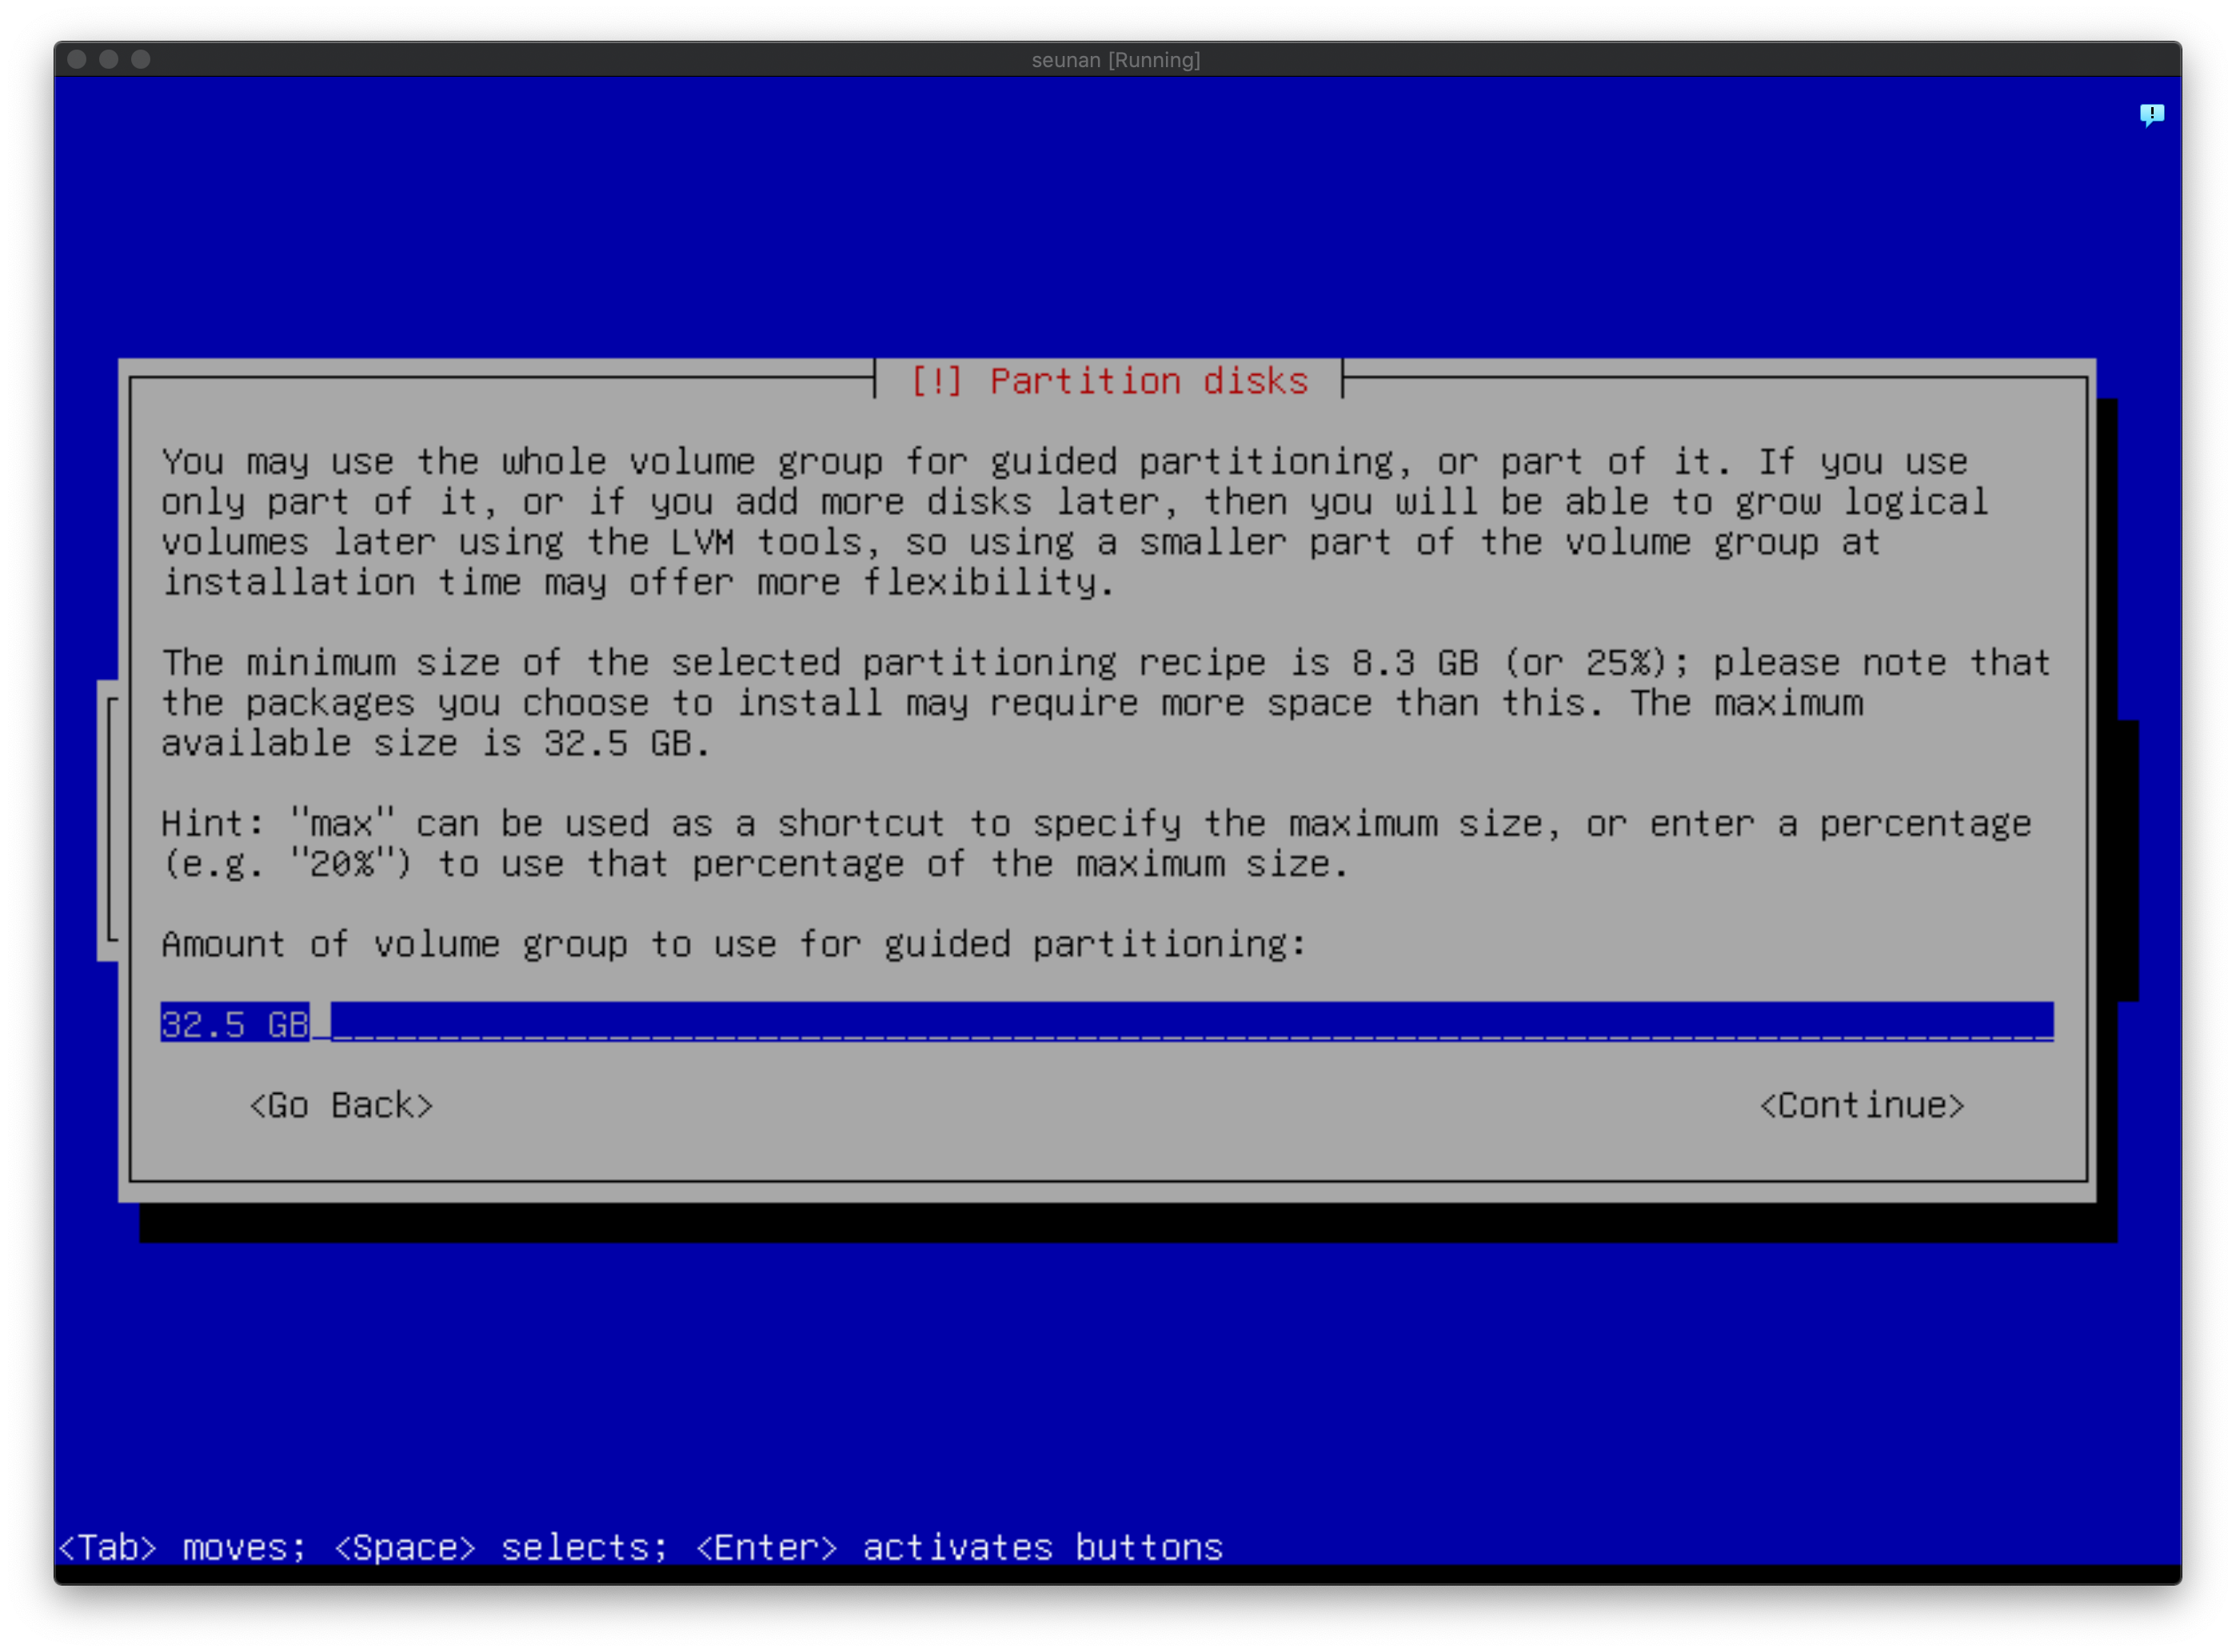 seunan [Running]
[!] Partition disks
You may use the whole volume group for guided partitioning, or part of it. If you use
only part of it, or if you add more disks later, then you will be able to grow logical
volumes later using the LVM tools, so using a smaller part of the volume group at
installation time may offer more flexibility.
The minimum size of the selected partitioning recipe is 8.3 GB (or 25%); please note that
the packages you choose to install may require more space than this. The maximum
available size is 32.5 GB.
Hint: "max" can be used as a shortcut to specify the maximum size, or enter a percentage
(e.g. "20%") to use that percentage of the maximum size.
Amount of volume group to use for guided partitioning:
32.5 GB
<Go Back> <Continue>
<Tab> moves; <Space> selects; <Enter> activates buttons